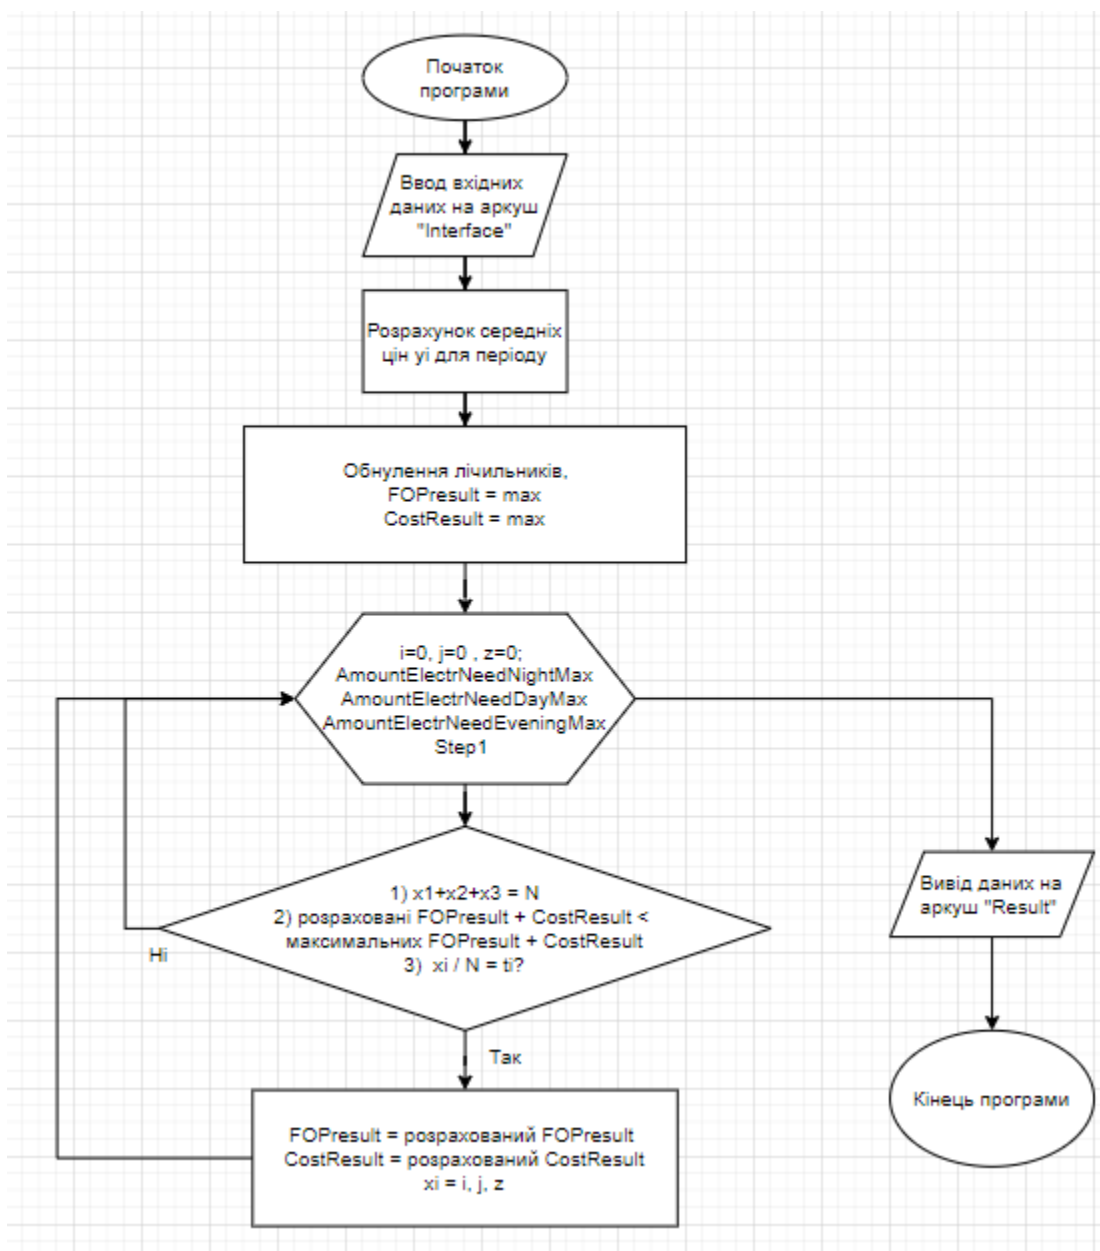 Початок
програми
Ввод вхідних
даних на аркуш
"Interface"
Розрахунок середніх
цін yi для періоду
Обнулення лічильників,
FOPresult = max
CostResult = max
i=0, j=0 , z=0;
AmountElectrNeedNightMax
AmountElectrNeedDayMax
AmountElectrNeedEveningMax
Step1
1) x1+x2+x3 = N
2) розраховані FOPresult + CostResult <
максимальних FOPresult + CostResult
3) xi / N = ti?
Ні
Так
FOPresult = розрахований FOPresult
CostResult = розрахований CostResult
xi = i, j, z
Вивід даних на
аркуш "Result"
Кінець програми